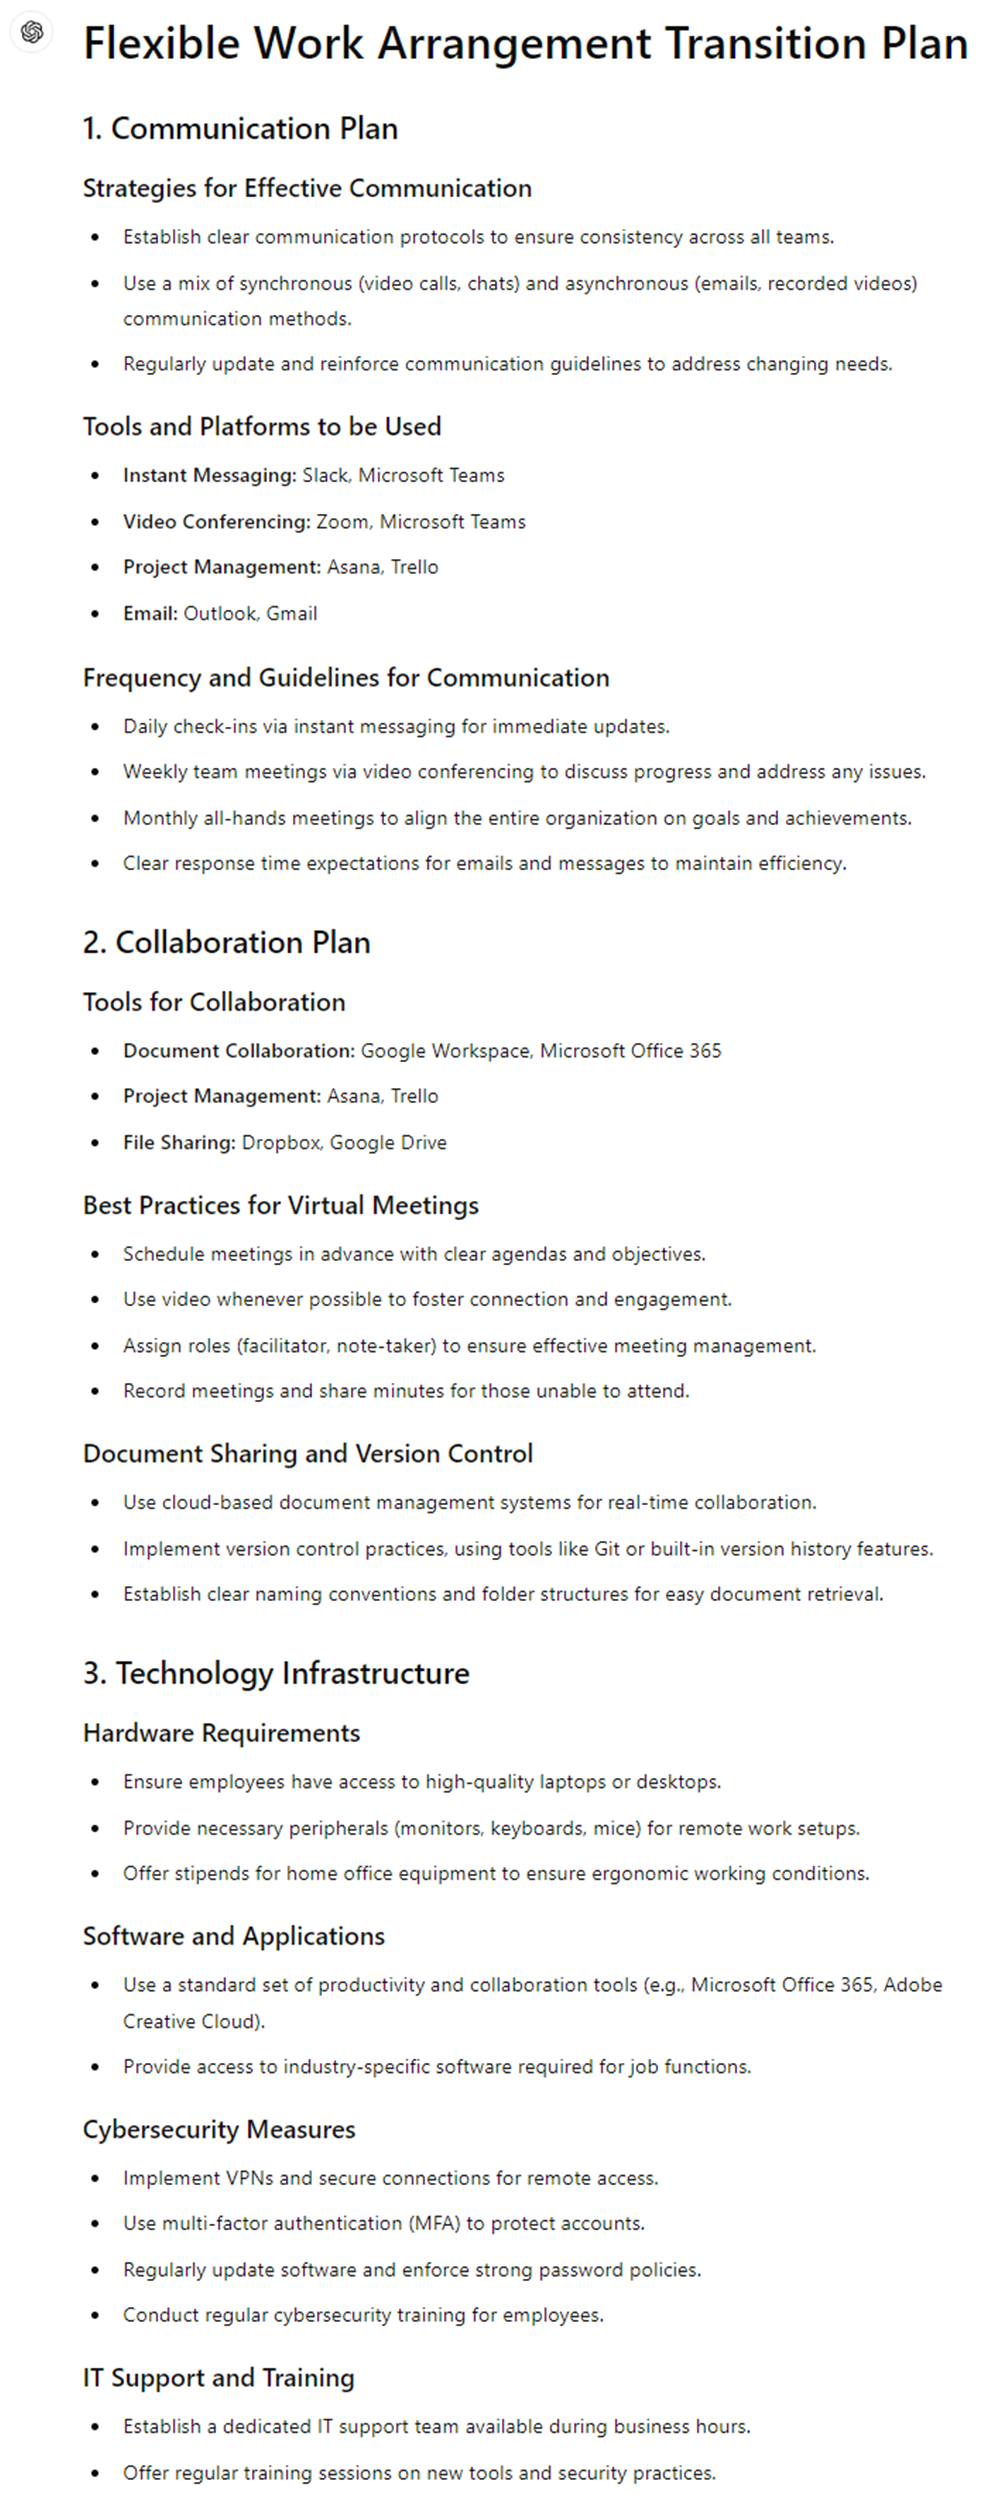 Flexible Work Arrangement Transition Plan
1. Communication Plan
Strategies for Effective Communication
• Establish clear communication protocols to ensure consistency across all teams.
• Use a mix of synchronous (video calls, chats) and asynchronous (emails, recorded videos)
communication methods.
• Regularly update and reinforce communication guidelines to address changing needs.
Tools and Platforms to be Used
• Instant Messaging: Slack, Microsoft Teams
• Video Conferencing: Zoom, Microsoft Teams
• Project Management: Asana, Trello
• Email: Outlook, Gmail
Frequency and Guidelines for Communication
• Daily check-ins via instant messaging for immediate updates.
• Weekly team meetings via video conferencing to discuss progress and address any issues.
• Monthly all-hands meetings to align the entire organization on goals and achievements.
• Clear response time expectations for emails and messages to maintain efficiency.
2. Collaboration Plan
Tools for Collaboration
• Document Collaboration: Google Workspace, Microsoft Office 365
• Project Management: Asana, Trello
• File Sharing: Dropbox, Google Drive
Best Practices for Virtual Meetings
• Schedule meetings in advance with clear agendas and objectives.
• Use video whenever possible to foster connection and engagement.
• Assign roles (facilitator, note-taker) to ensure effective meeting management.
• Record meetings and share minutes for those unable to attend.
Document Sharing and Version Control
• Use cloud-based document management systems for real-time collaboration.
• Implement version control practices, using tools like Git or built-in version history features.
• Establish clear naming conventions and folder structures for easy document retrieval.
3. Technology Infrastructure
Hardware Requirements
• Ensure employees have access to high-quality laptops or desktops.
• Provide necessary peripherals (monitors, keyboards, mice) for remote work setups.
• Offer stipends for home office equipment to ensure ergonomic working conditions.
Software and Applications
• Use a standard set of productivity and collaboration tools (e.g., Microsoft Office 365, Adobe
Creative Cloud).
• Provide access to industry-specific software required for job functions.
Cybersecurity Measures
• Implement VPNs and secure connections for remote access.
• Use multi-factor authentication (MFA) to protect accounts.
• Regularly update software and enforce strong password policies.
• Conduct regular cybersecurity training for employees.
IT Support and Training
• Establish a dedicated IT support team available during business hours.
• Offer regular training sessions on new tools and security practices.